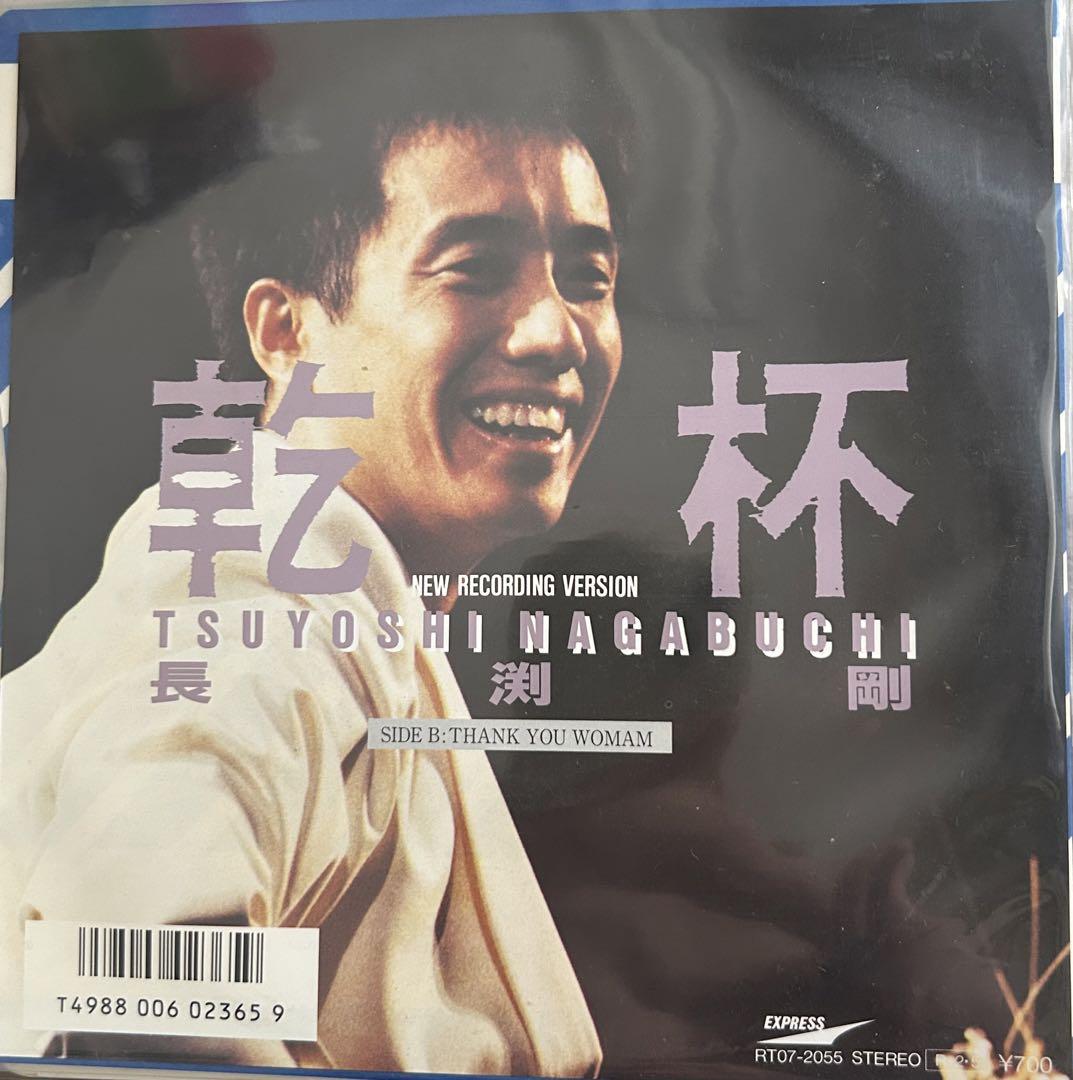 乾杯
NEW RECORDING VERSION
TSUYOSHI NAGABUCHI
長渕剛
SIDE B:THANK YOU WOMAM
T4988 006 02365 9
EXPRESS
RT07-2055 STEREO ¥700